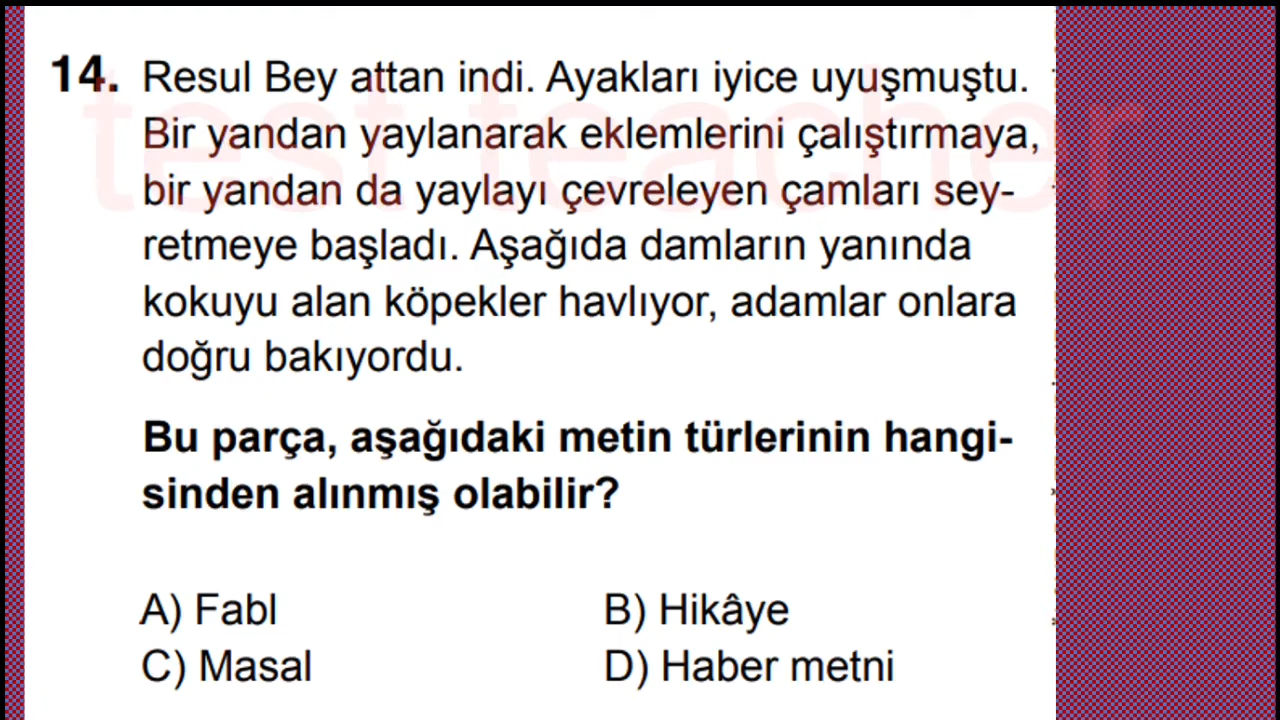 14. Resul Bey attan indi. Ayakları iyice uyuşmuştu.
Bir yandan yaylanarak eklemlerini çalıştırmaya,
bir yandan da yaylayı çevreleyen çamları sey-
retmeye başladı. Aşağıda damların yanında
kokuyu alan köpekler havlıyor, adamlar onlara
doğru bakıyordu.
Bu parça, aşağıdaki metin türlerinin hangi-
sinden alınmış olabilir?
A) Fabl B) Hikâye
C) Masal D) Haber metni
test teacher